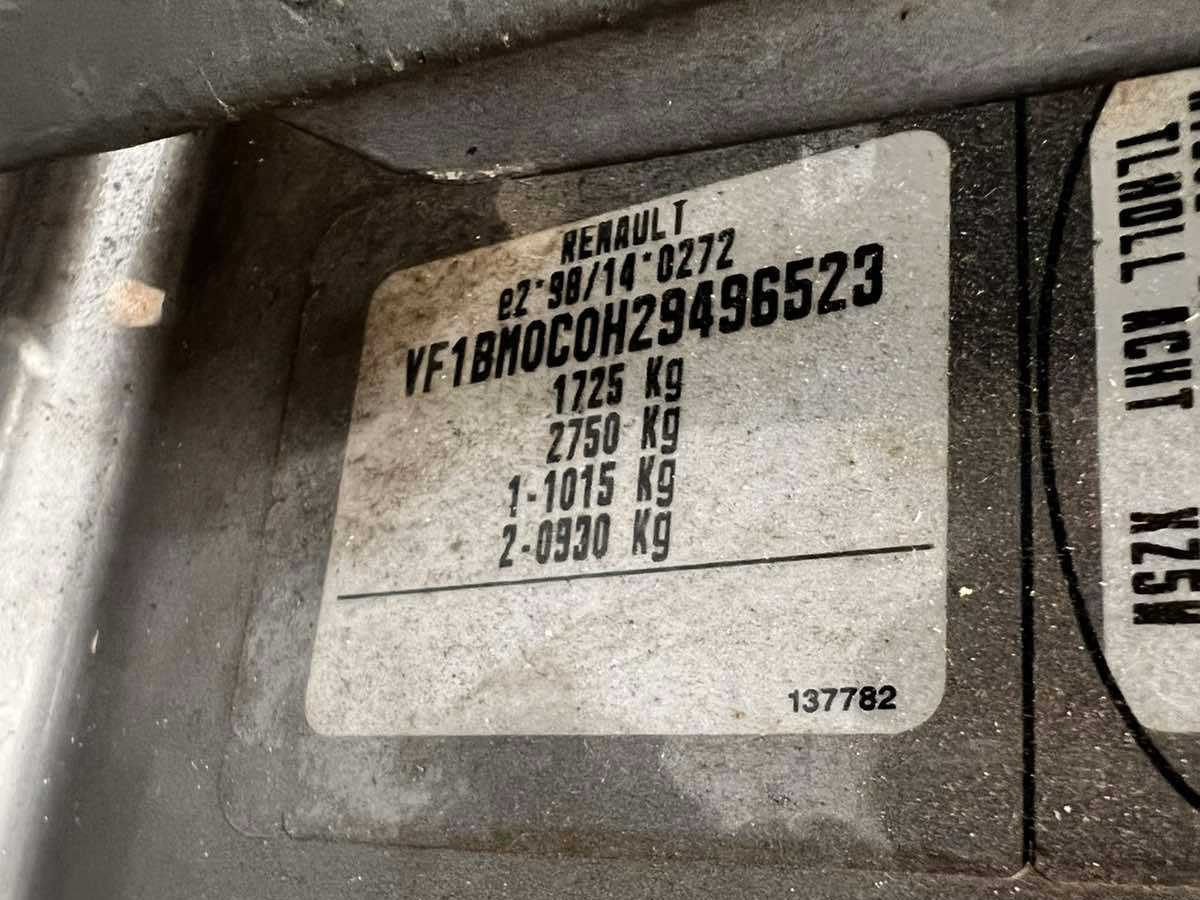 RENAULT
e2*98/14*0272
VF1BM0C0H29496523
1725 Kg
2750 Kg
1-1015 Kg
2-0930 Kg
137782